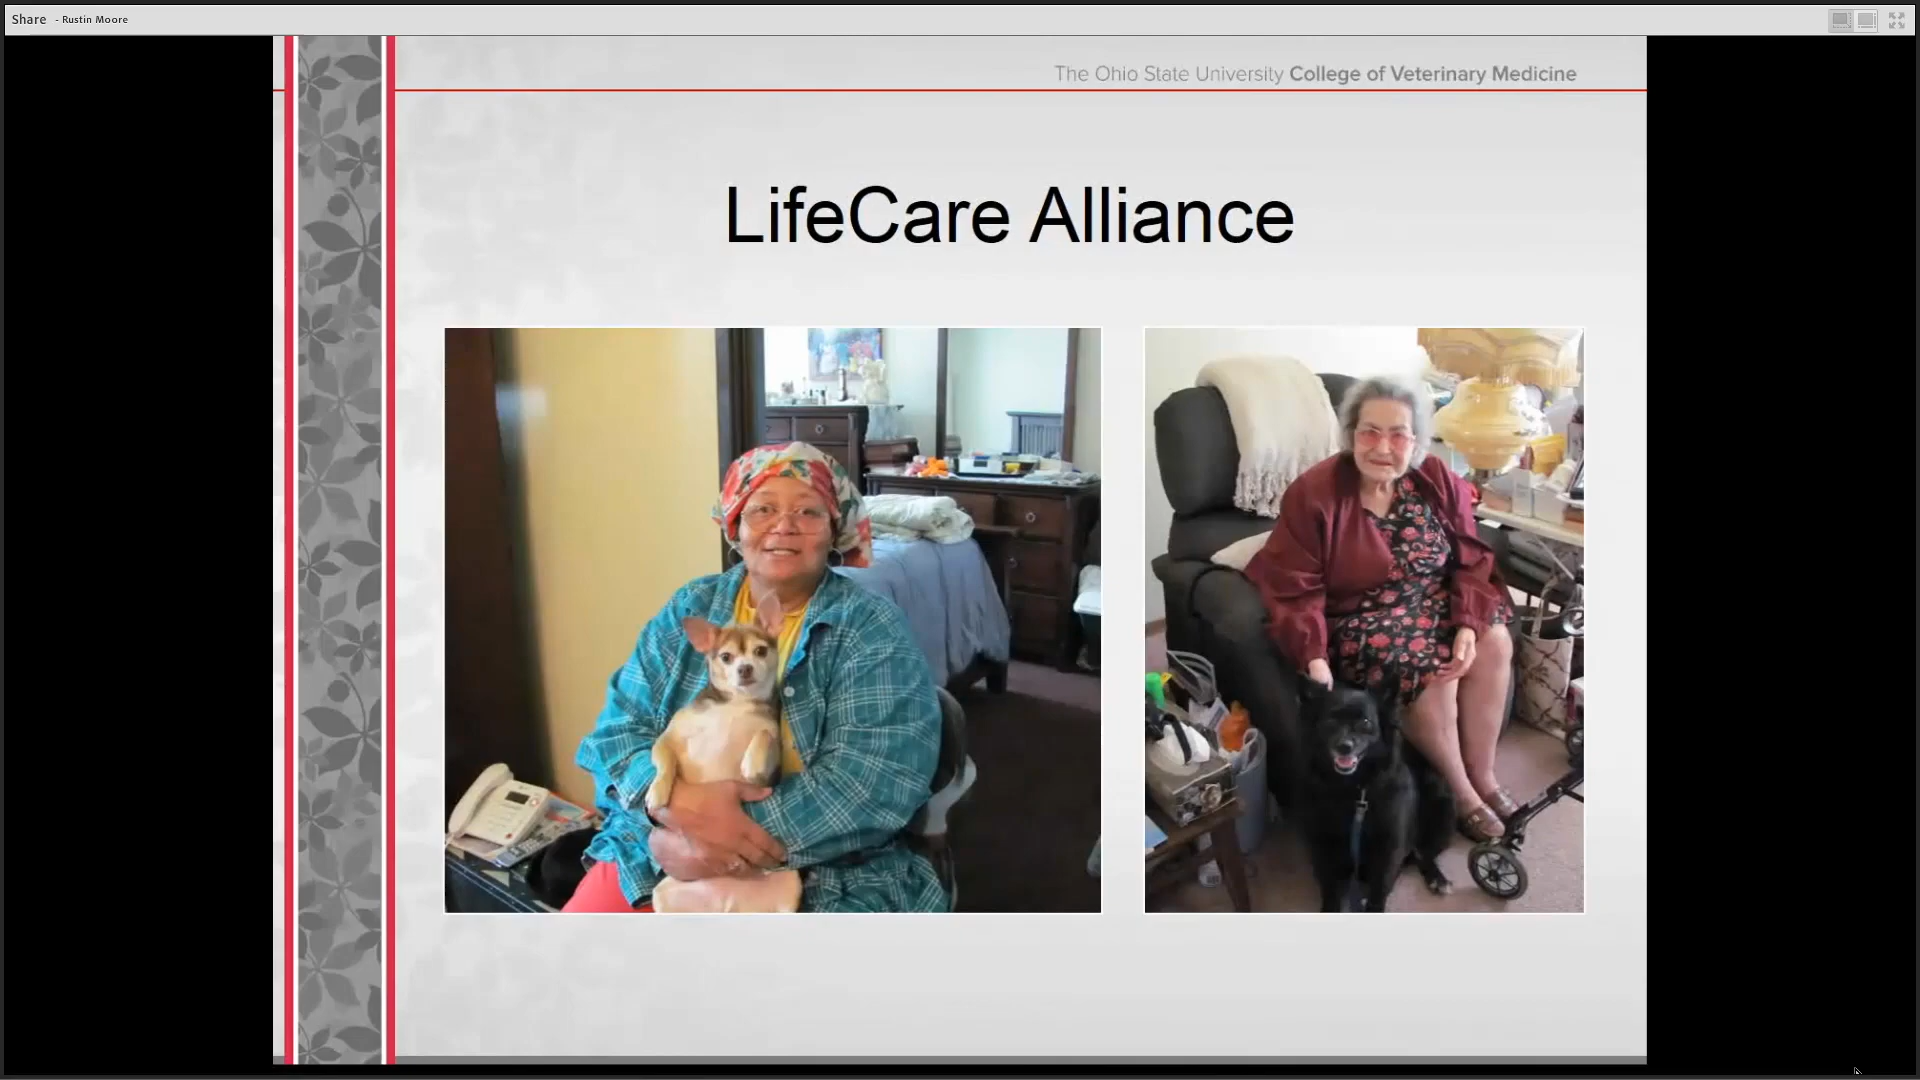 Share - Rustin Moore
The Ohio State University College of Veterinary Medicine
LifeCare Alliance